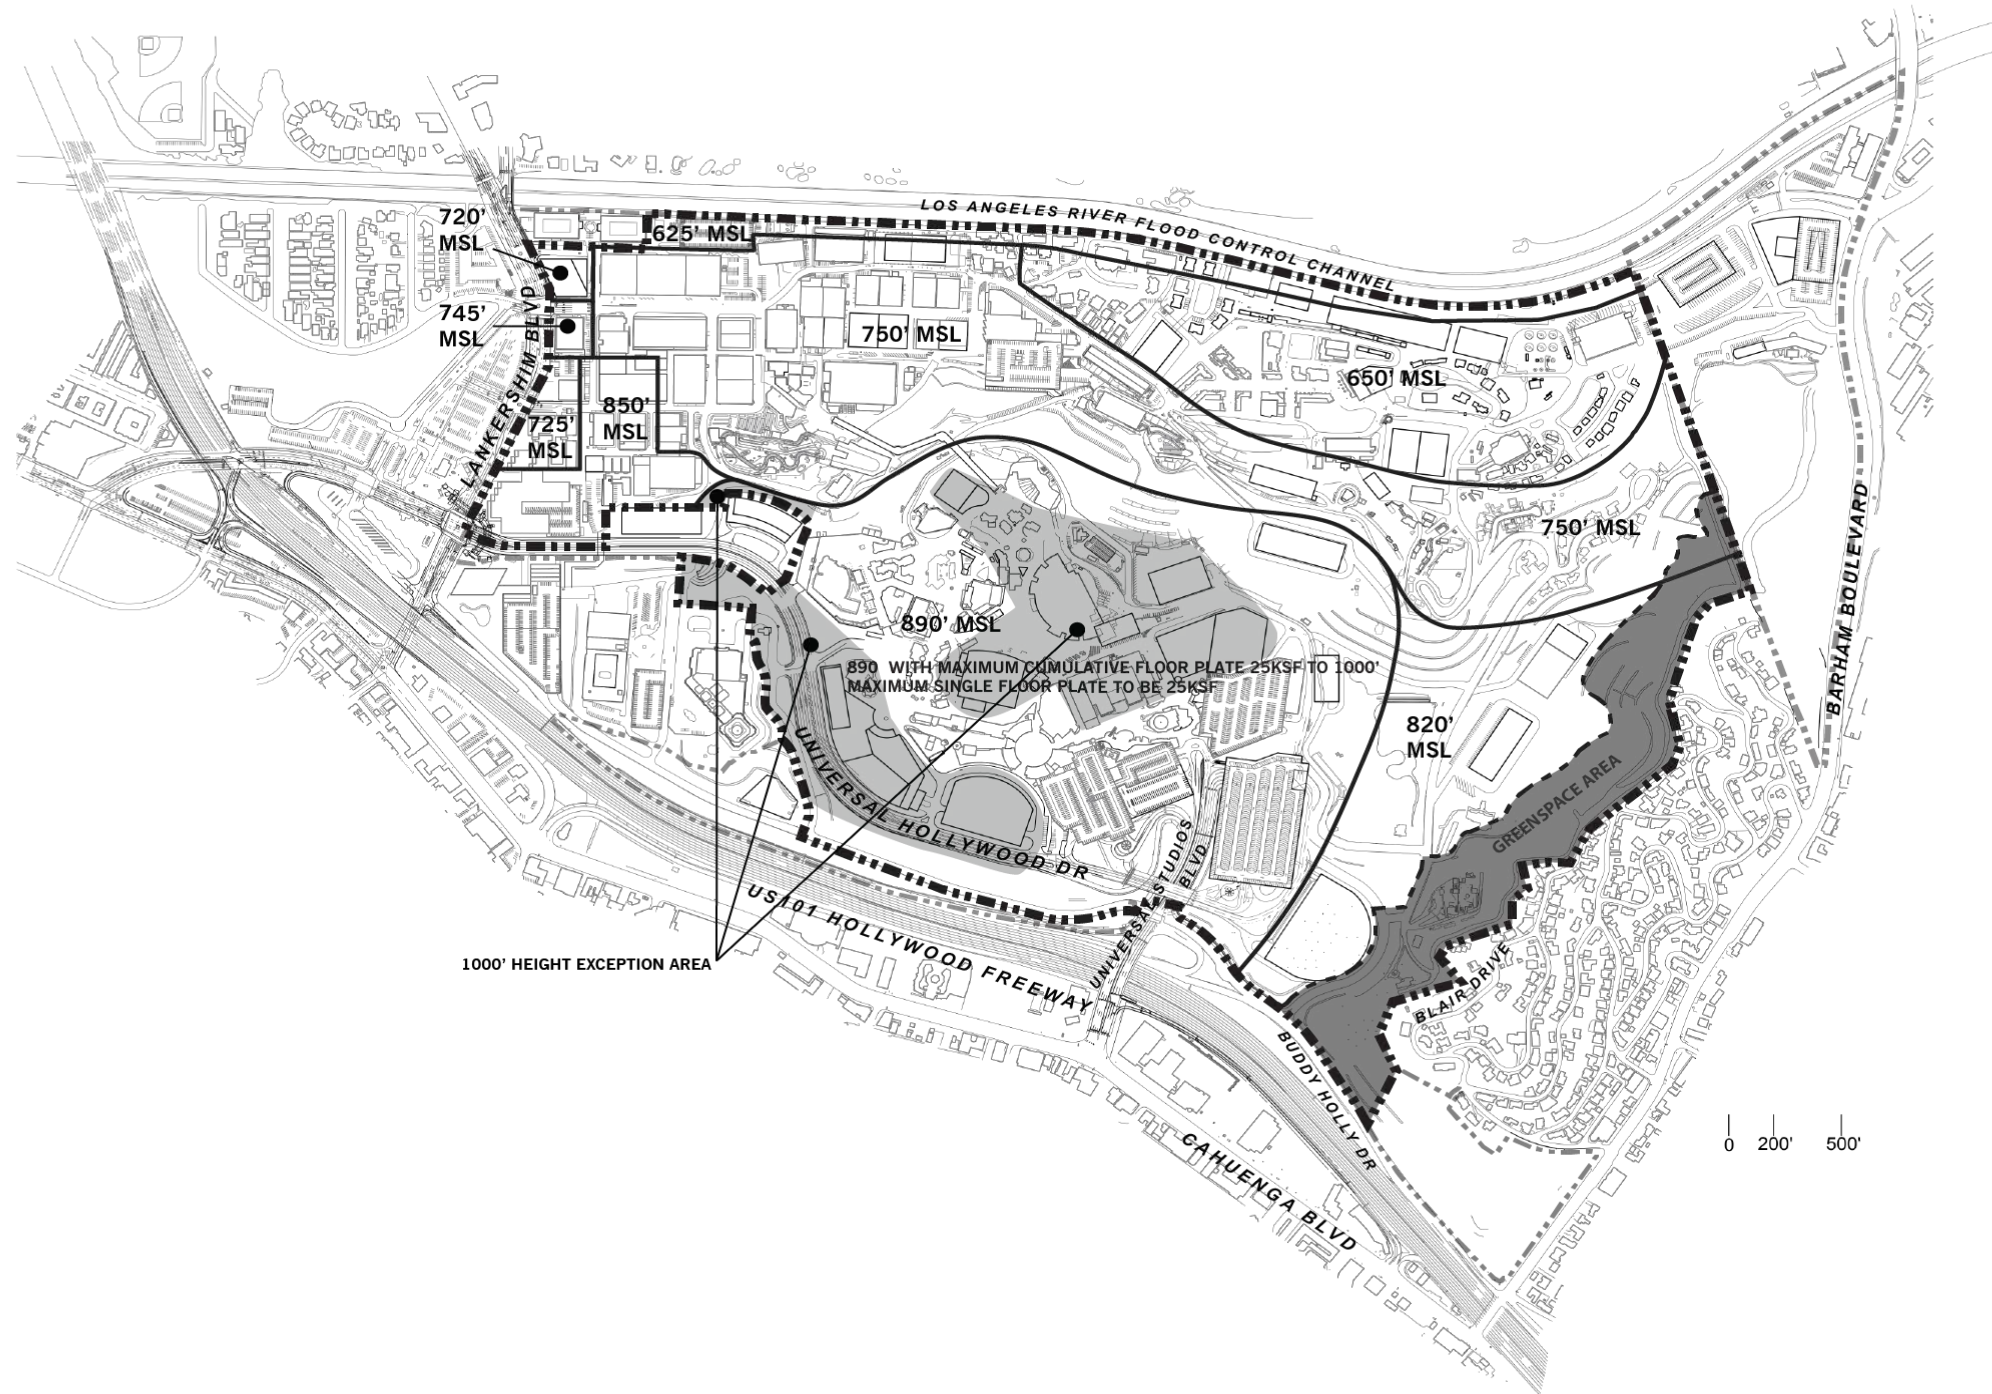 LOS ANGELES RIVER FLOOD CONTROL CHANNEL
720'
MSL
625' MSL
745'
MSL
LANKERSHIM BLVD
750' MSL
650' MSL
725'
MSL
850'
MSL
750' MSL
BARHAM BOULEVARD
890' MSL
890 WITH MAXIMUM CUMULATIVE FLOOR PLATE 25KSF TO 1000'
MAXIMUM SINGLE FLOOR PLATE TO BE 25KSF
820'
MSL
GREENSPACE AREA
UNIVERSAL HOLLYWOOD DR
UNIVERSAL STUDIOS
BLVD
US101 HOLLYWOOD FREEWAY
1000' HEIGHT EXCEPTION AREA
BLAIR DRIVE
BUDDY HOLLY DR
CAHUENGA BLVD
0 200' 500'